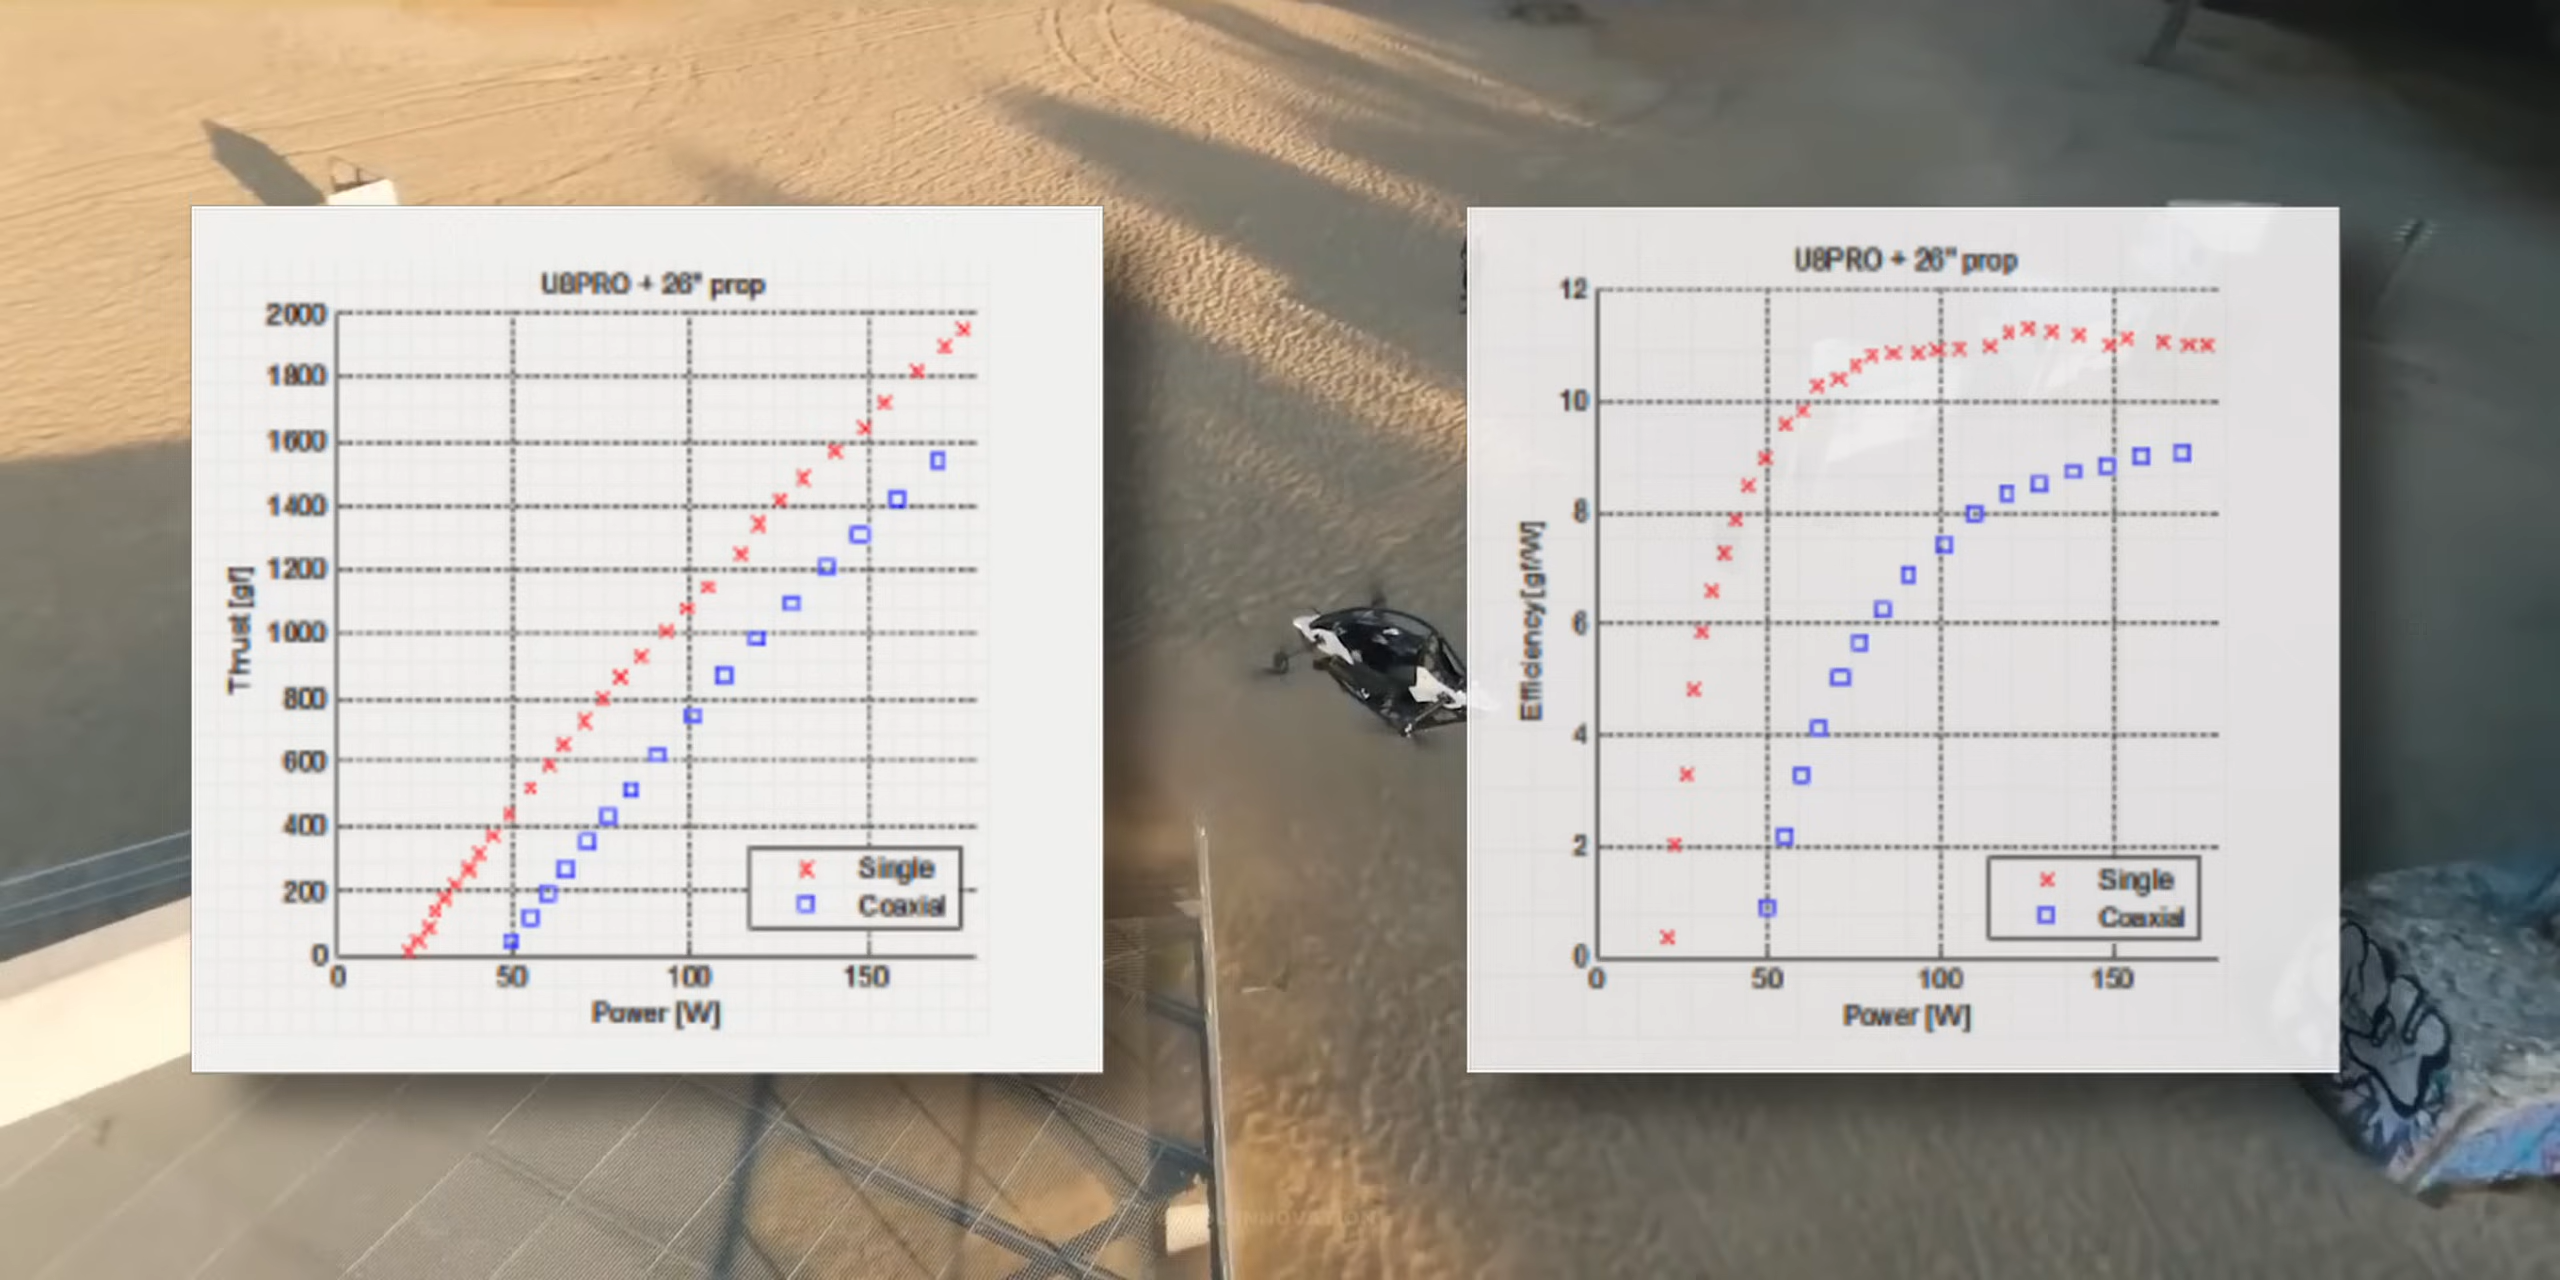 U8PRO + 26" prop
2000
1800
1600
1400
1200
1000
800
600
400
200
0
Thrust [gf]
0 50 100 150
Power [W]
Single
Coaxial
U8PRO + 26" prop
12
10
8
6
4
2
0
Efficiency [gf/W]
0 50 100 150
Power [W]
Single
Coaxial